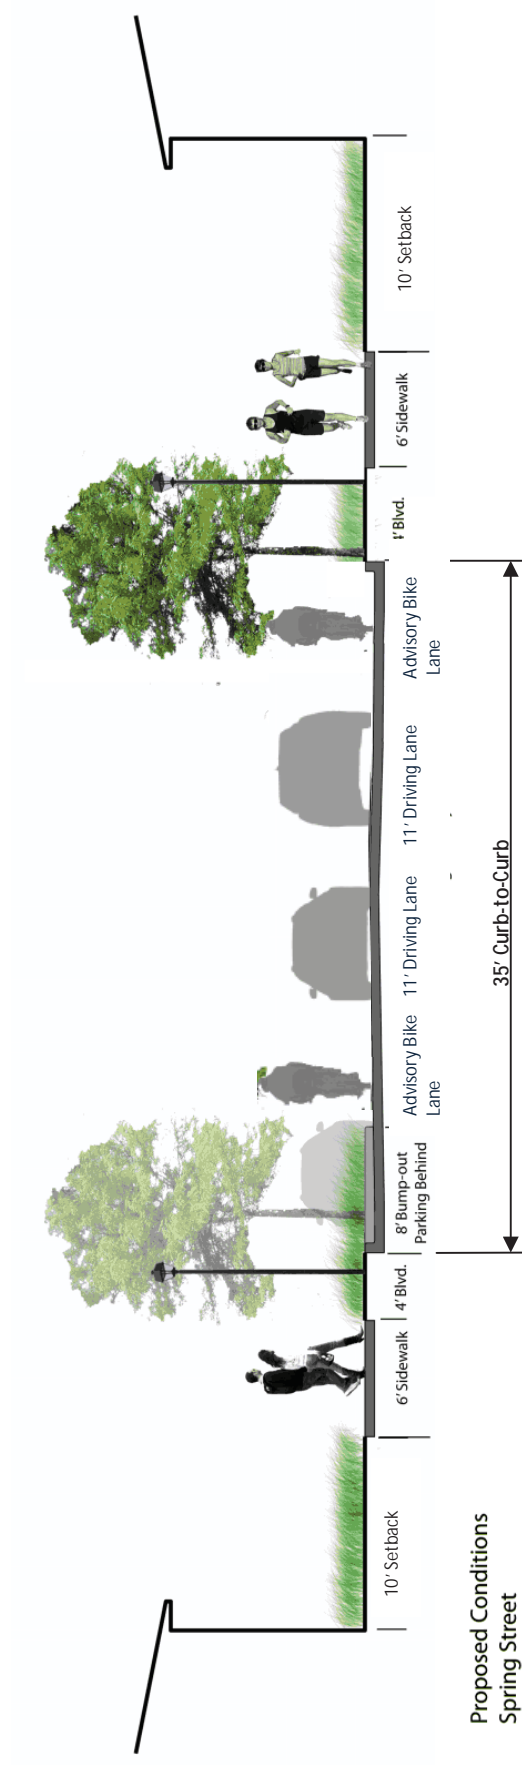 10' Setback
6' Sidewalk
4' Blvd.
8' Bump-out
Parking Behind
Advisory Bike
Lane
11' Driving Lane
11' Driving Lane
Advisory Bike
Lane
Blvd.
6' Sidewalk
10' Setback
35' Curb-to-Curb
Proposed Conditions
Spring Street